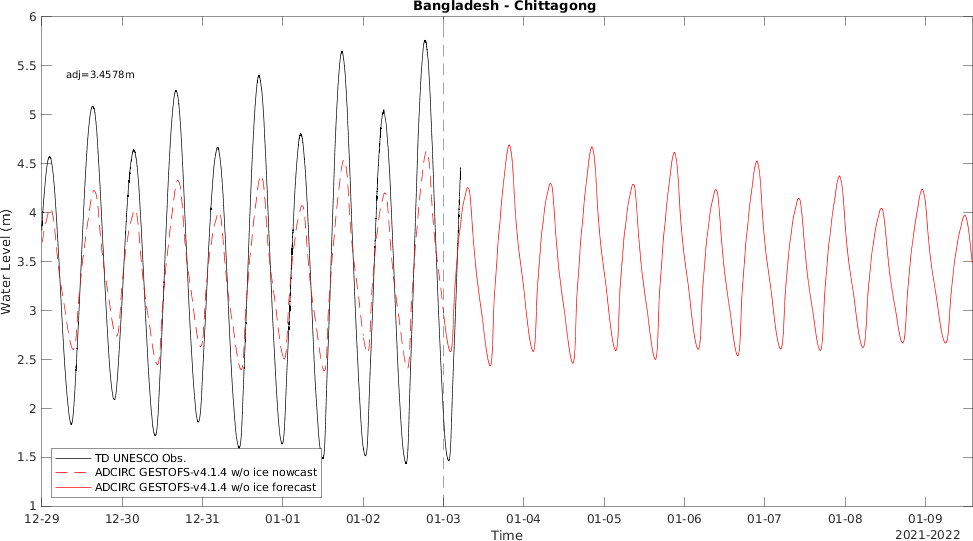 Bangladesh - Chittagong
6
5.5
5
4.5
4
3.5
3
2.5
2
1.5
1
Water Level (m)
adj=3.4578m
TD UNESCO Obs.
ADCIRC GESTOFS-v4.1.4 w/o ice nowcast
ADCIRC GESTOFS-v4.1.4 w/o ice forecast
12-29 12-30 12-31 01-01 01-02 01-03 01-04 01-05 01-06 01-07 01-08 01-09
Time
2021-2022